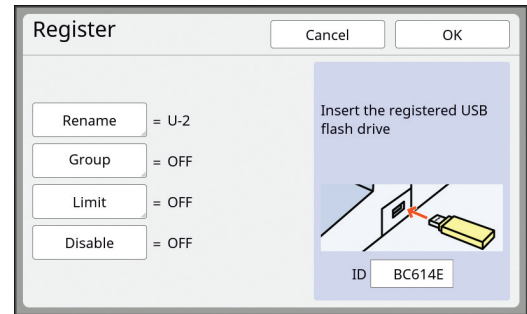 Register
Cancel
OK
Rename = U-2
Group = OFF
Limit = OFF
Disable = OFF
Insert the registered USB
flash drive
ID BC614E